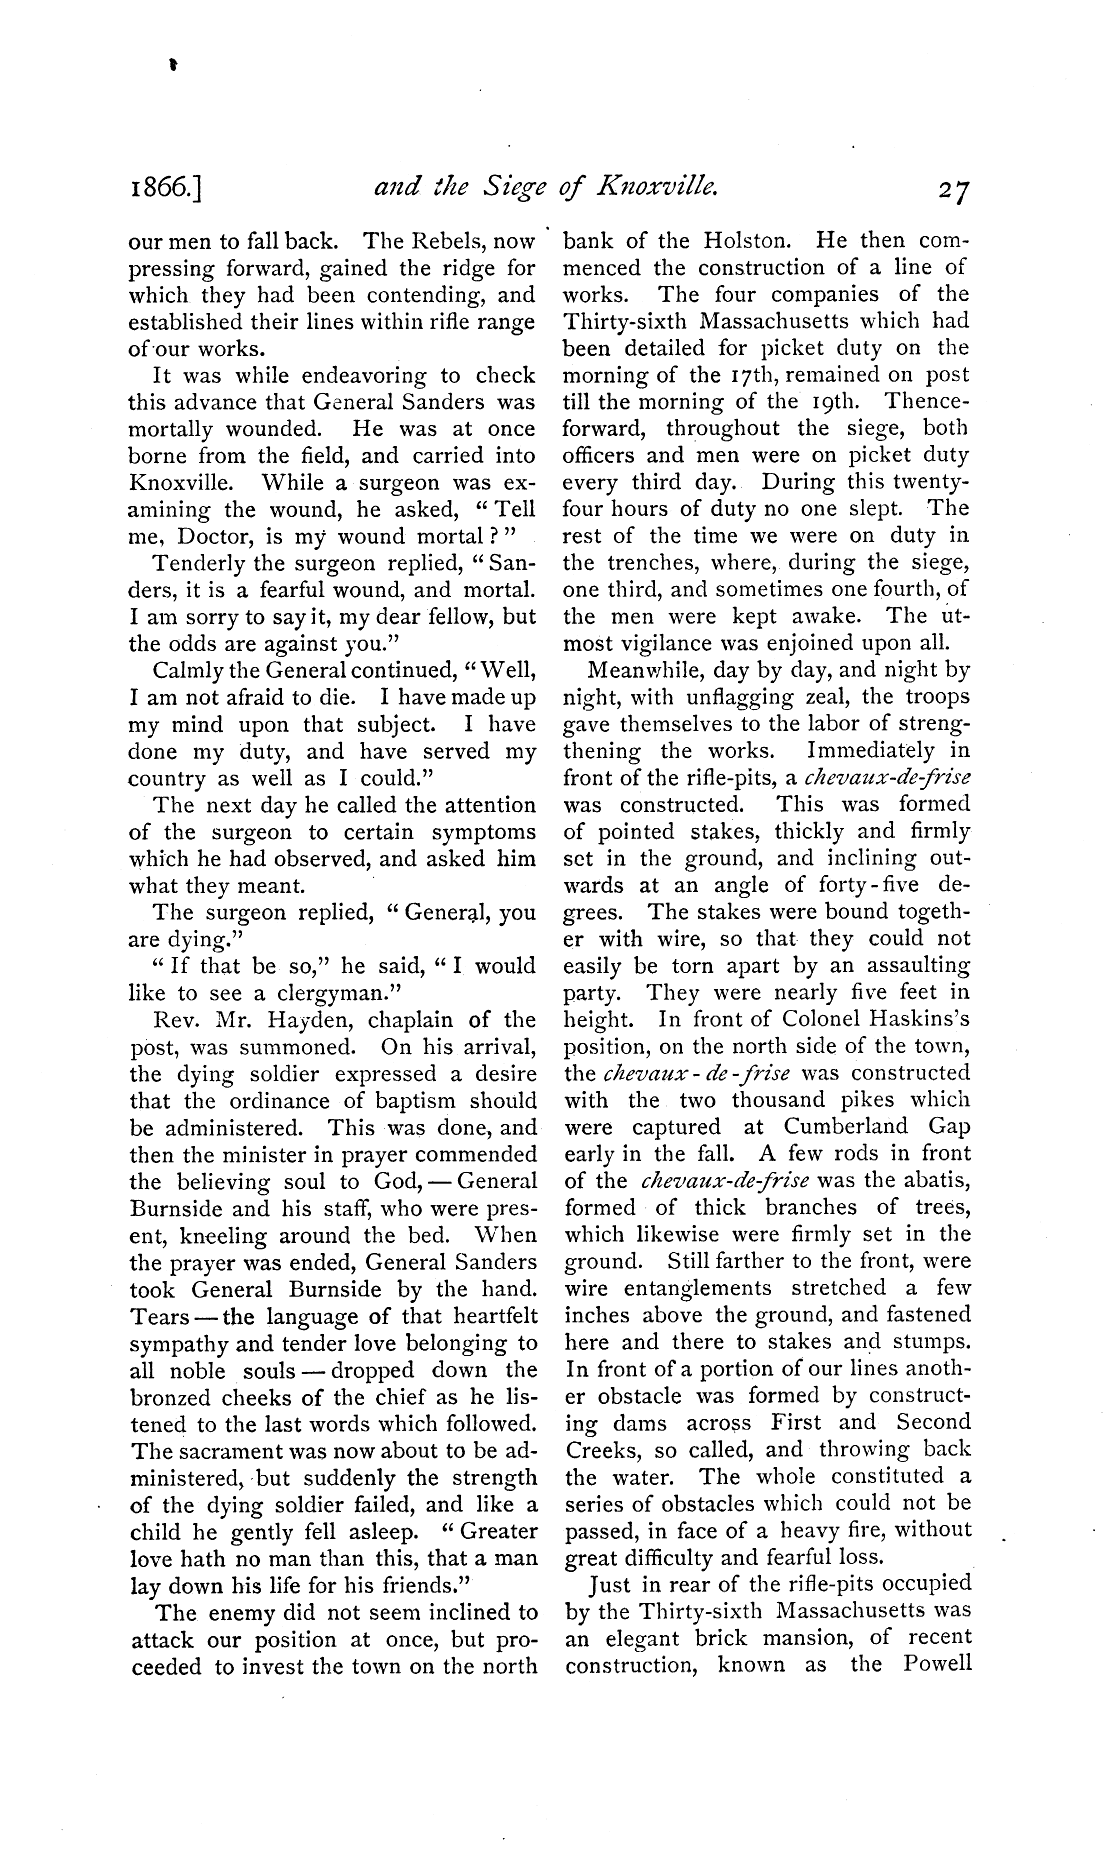 1866.] and the Siege of Knoxville. 27
our men to fall back. The Rebels, now
pressing forward, gained the ridge for
which they had been contending, and
established their lines within rifle range
of our works.
It was while endeavoring to check
this advance that General Sanders was
mortally wounded. He was at once
borne from the field, and carried into
Knoxville. While a surgeon was ex-
amining the wound, he asked, “Tell
me, Doctor, is my wound mortal?”
Tenderly the surgeon replied, “San-
ders, it is a fearful wound, and mortal.
I am sorry to say it, my dear fellow, but
the odds are against you.”
Calmly the General continued, “Well,
I am not afraid to die. I have made up
my mind upon that subject. I have
done my duty, and have served my
country as well as I could.”
The next day he called the attention
of the surgeon to certain symptoms
which he had observed, and asked him
what they meant.
The surgeon replied, “General, you
are dying.”
“If that be so,” he said, “I would
like to see a clergyman.”
Rev. Mr. Hayden, chaplain of the
post, was summoned. On his arrival,
the dying soldier expressed a desire
that the ordinance of baptism should
be administered. This was done, and
then the minister in prayer commended
the believing soul to God,—General
Burnside and his staff, who were pres-
ent, kneeling around the bed. When
the prayer was ended, General Sanders
took General Burnside by the hand.
Tears—the language of that heartfelt
sympathy and tender love belonging to
all noble souls—dropped down the
bronzed cheeks of the chief as he lis-
tened to the last words which followed.
The sacrament was now about to be ad-
ministered, but suddenly the strength
of the dying soldier failed, and like a
child he gently fell asleep. “Greater
love hath no man than this, that a man
lay down his life for his friends.”
The enemy did not seem inclined to
attack our position at once, but pro-
ceeded to invest the town on the north
bank of the Holston. He then com-
menced the construction of a line of
works. The four companies of the
Thirty-sixth Massachusetts which had
been detailed for picket duty on the
morning of the 17th, remained on post
till the morning of the 19th. Thence-
forward, throughout the siege, both
officers and men were on picket duty
every third day. During this twenty-
four hours of duty no one slept. The
rest of the time we were on duty in
the trenches, where, during the siege,
one third, and sometimes one fourth, of
the men were kept awake. The ut-
most vigilance was enjoined upon all.
Meanwhile, day by day, and night by
night, with unflagging zeal, the troops
gave themselves to the labor of streng-
thening the works. Immediately in
front of the rifle-pits, a chevaux-de-frise
was constructed. This was formed
of pointed stakes, thickly and firmly
set in the ground, and inclining out-
wards at an angle of forty-five de-
grees. The stakes were bound togeth-
er with wire, so that they could not
easily be torn apart by an assaulting
party. They were nearly five feet in
height. In front of Colonel Haskins's
position, on the north side of the town,
the chevaux-de-frise was constructed
with the two thousand pikes which
were captured at Cumberland Gap
early in the fall. A few rods in front
of the chevaux-de-frise was the abatis,
formed of thick branches of trees,
which likewise were firmly set in the
ground. Still farther to the front, were
wire entanglements stretched a few
inches above the ground, and fastened
here and there to stakes and stumps.
In front of a portion of our lines anoth-
er obstacle was formed by construct-
ing dams across First and Second
Creeks, so called, and throwing back
the water. The whole constituted a
series of obstacles which could not be
passed, in face of a heavy fire, without
great difficulty and fearful loss.
Just in rear of the rifle-pits occupied
by the Thirty-sixth Massachusetts was
an elegant brick mansion, of recent
construction, known as the Powell